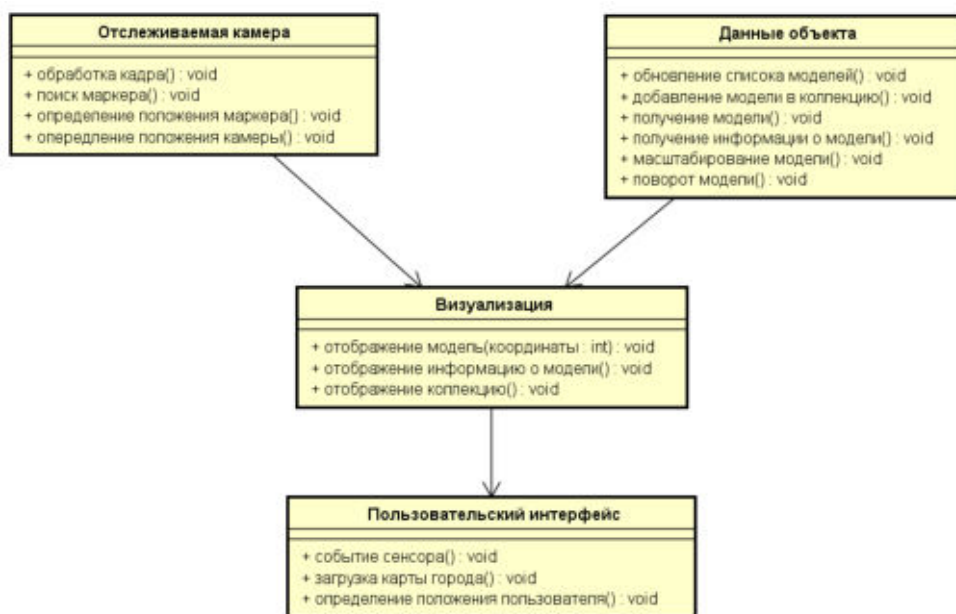 Отслеживаемая камера
+ обработка кадра() : void
+ поиск маркера() : void
+ определение положения маркера() : void
+ опередление положения камеры() : void
Данные объекта
+ обновление списока моделей() : void
+ добавление модели в коллекцию() : void
+ получение модели() : void
+ получение информации о модели() : void
+ масштабирование модели() : void
+ поворот модели() : void
Визуализация
+ отображение модель(координаты : int) : void
+ отображение информацию о модели() : void
+ отображение коллекцию() : void
Пользовательский интерфейс
+ событие сенсора() : void
+ загрузка карты города() : void
+ определение положения пользователя() : void